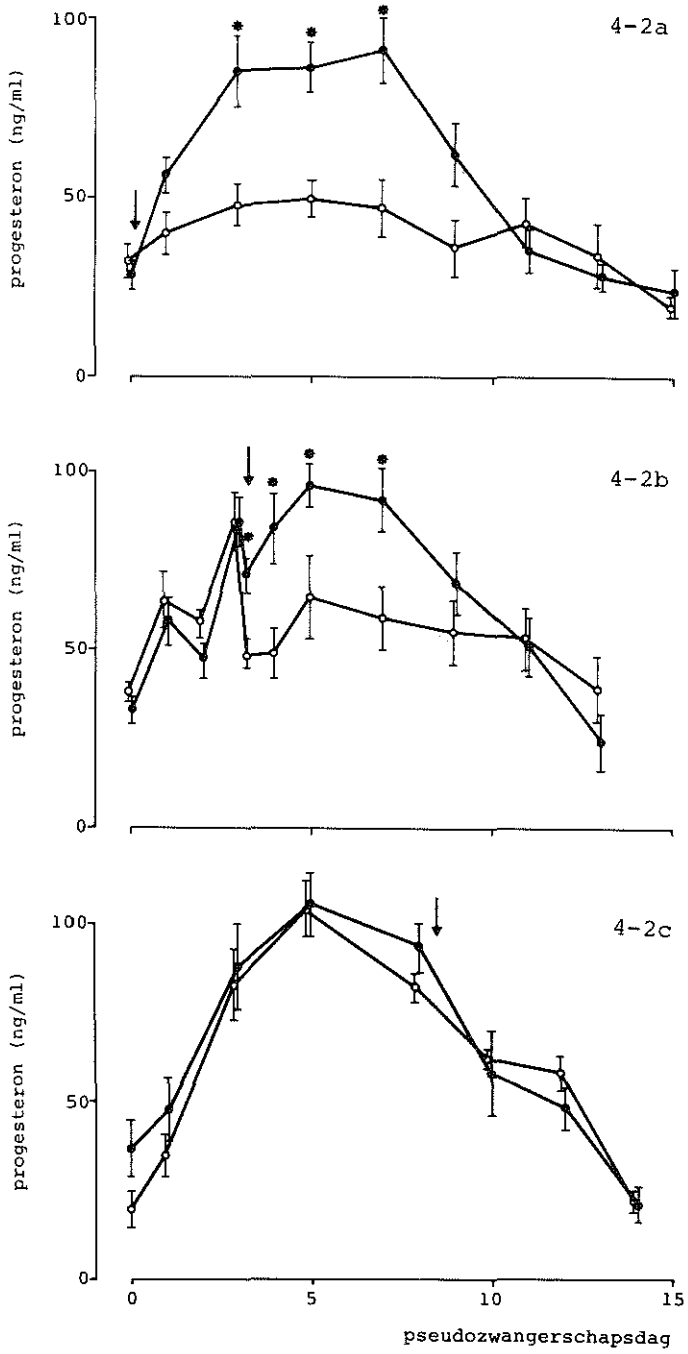 4-2a
100
50
0
progesteron (ng/ml)
4-2b
100
50
0
progesteron (ng/ml)
4-2c
100
50
0
progesteron (ng/ml)
0 5 10 15
pseudozwangerschapsdag